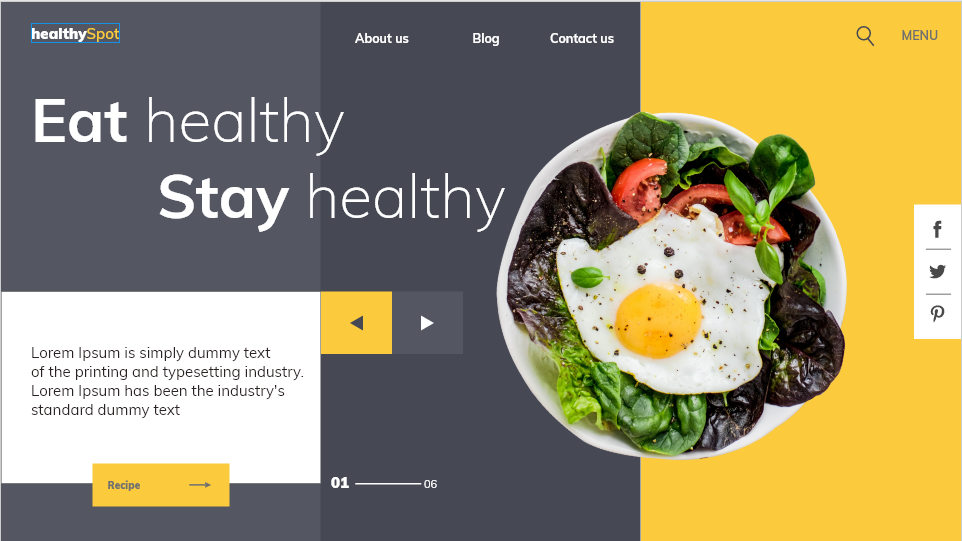 healthySpot
About us
Blog
Contact us
MENU
Eat healthy
Stay healthy
Lorem Ipsum is simply dummy text
of the printing and typesetting industry.
Lorem Ipsum has been the industry's
standard dummy text
Recipe
01
06